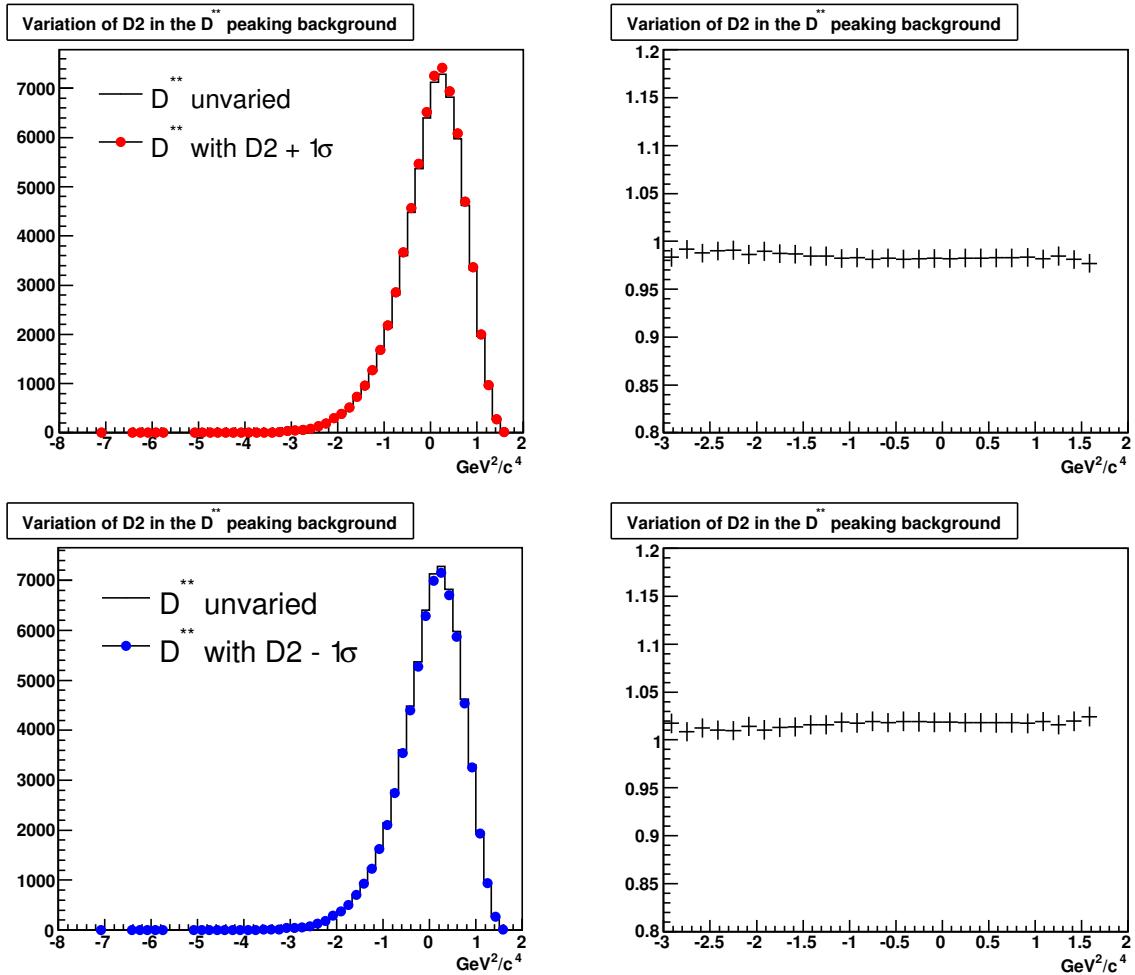 Variation of D2 in the D** peaking background
7000
6000
5000
4000
3000
2000
1000
0
D** unvaried
D** with D2 + 1σ
-8 -7 -6 -5 -4 -3 -2 -1 0 1 2
GeV²/c⁴
Variation of D2 in the D** peaking background
1.2
1.15
1.1
1.05
1
0.95
0.9
0.85
0.8
-3 -2.5 -2 -1.5 -1 -0.5 0 0.5 1 1.5 2
GeV²/c⁴
Variation of D2 in the D** peaking background
7000
6000
5000
4000
3000
2000
1000
0
D** unvaried
D** with D2 - 1σ
-8 -7 -6 -5 -4 -3 -2 -1 0 1 2
GeV²/c⁴
Variation of D2 in the D** peaking background
1.2
1.15
1.1
1.05
1
0.95
0.9
0.85
0.8
-3 -2.5 -2 -1.5 -1 -0.5 0 0.5 1 1.5 2
GeV²/c⁴